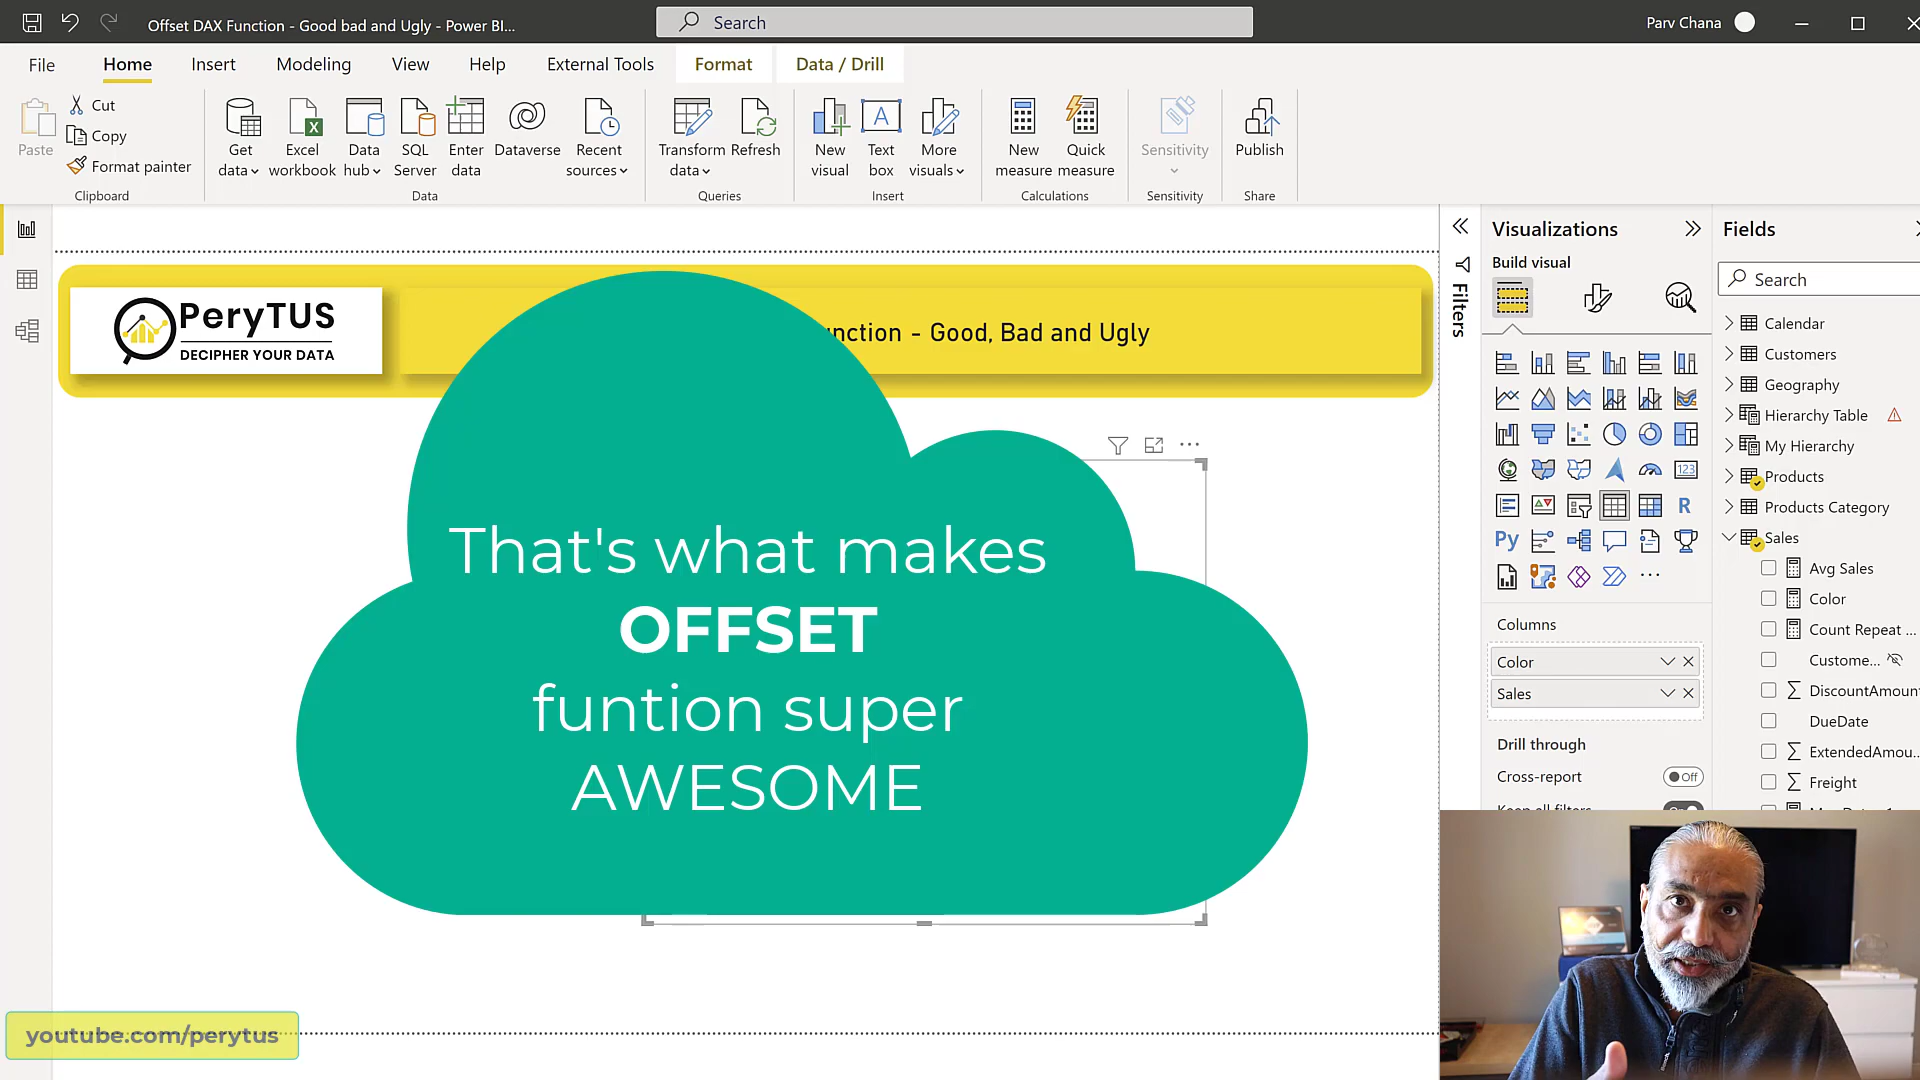 Offset DAX Function - Good bad and Ugly - Power BI...
Search
Parv Chana
File
Home
Insert
Modeling
View
Help
External Tools
Format
Data / Drill
Paste
Cut
Copy
Format painter
Clipboard
Get data
Excel workbook
Data hub
SQL Server
Enter data
Dataverse
Recent sources
Data
Transform data
Refresh
Queries
New visual
Text box
More visuals
Insert
New measure
Quick measure
Calculations
Sensitivity
Sensitivity
Publish
Share
PeryTUS
DECIPHER YOUR DATA
nction - Good, Bad and Ugly
That's what makes
OFFSET
funtion super
AWESOME
youtube.com/perytus
Filters
Visualizations
Build visual
123
R
Py
Columns
Color
Sales
Drill through
Cross-report
Off
Keep all filters
On
Fields
Search
Calendar
Customers
Geography
Hierarchy Table
My Hierarchy
Products
Products Category
Sales
Avg Sales
Color
Count Repeat ...
Custome...
DiscountAmoun
DueDate
ExtendedAmou...
Freight